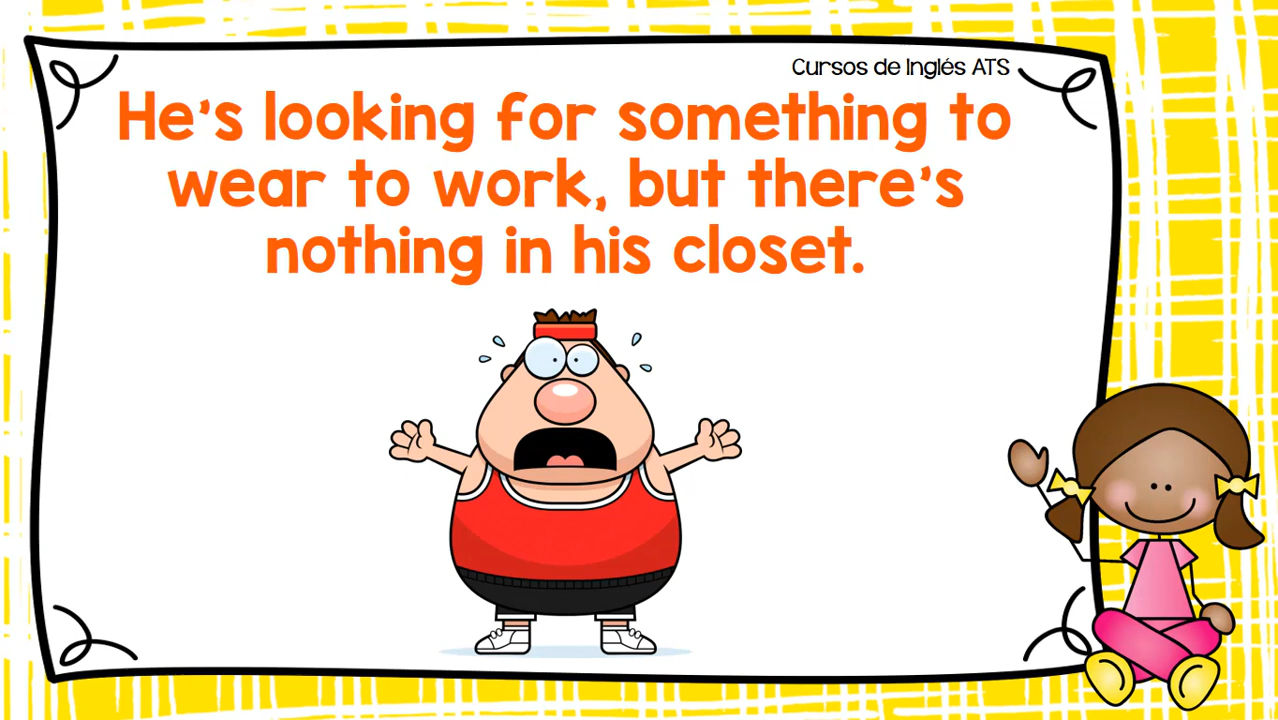 Cursos de Inglés ATS
He's looking for something to
wear to work, but there's
nothing in his closet.